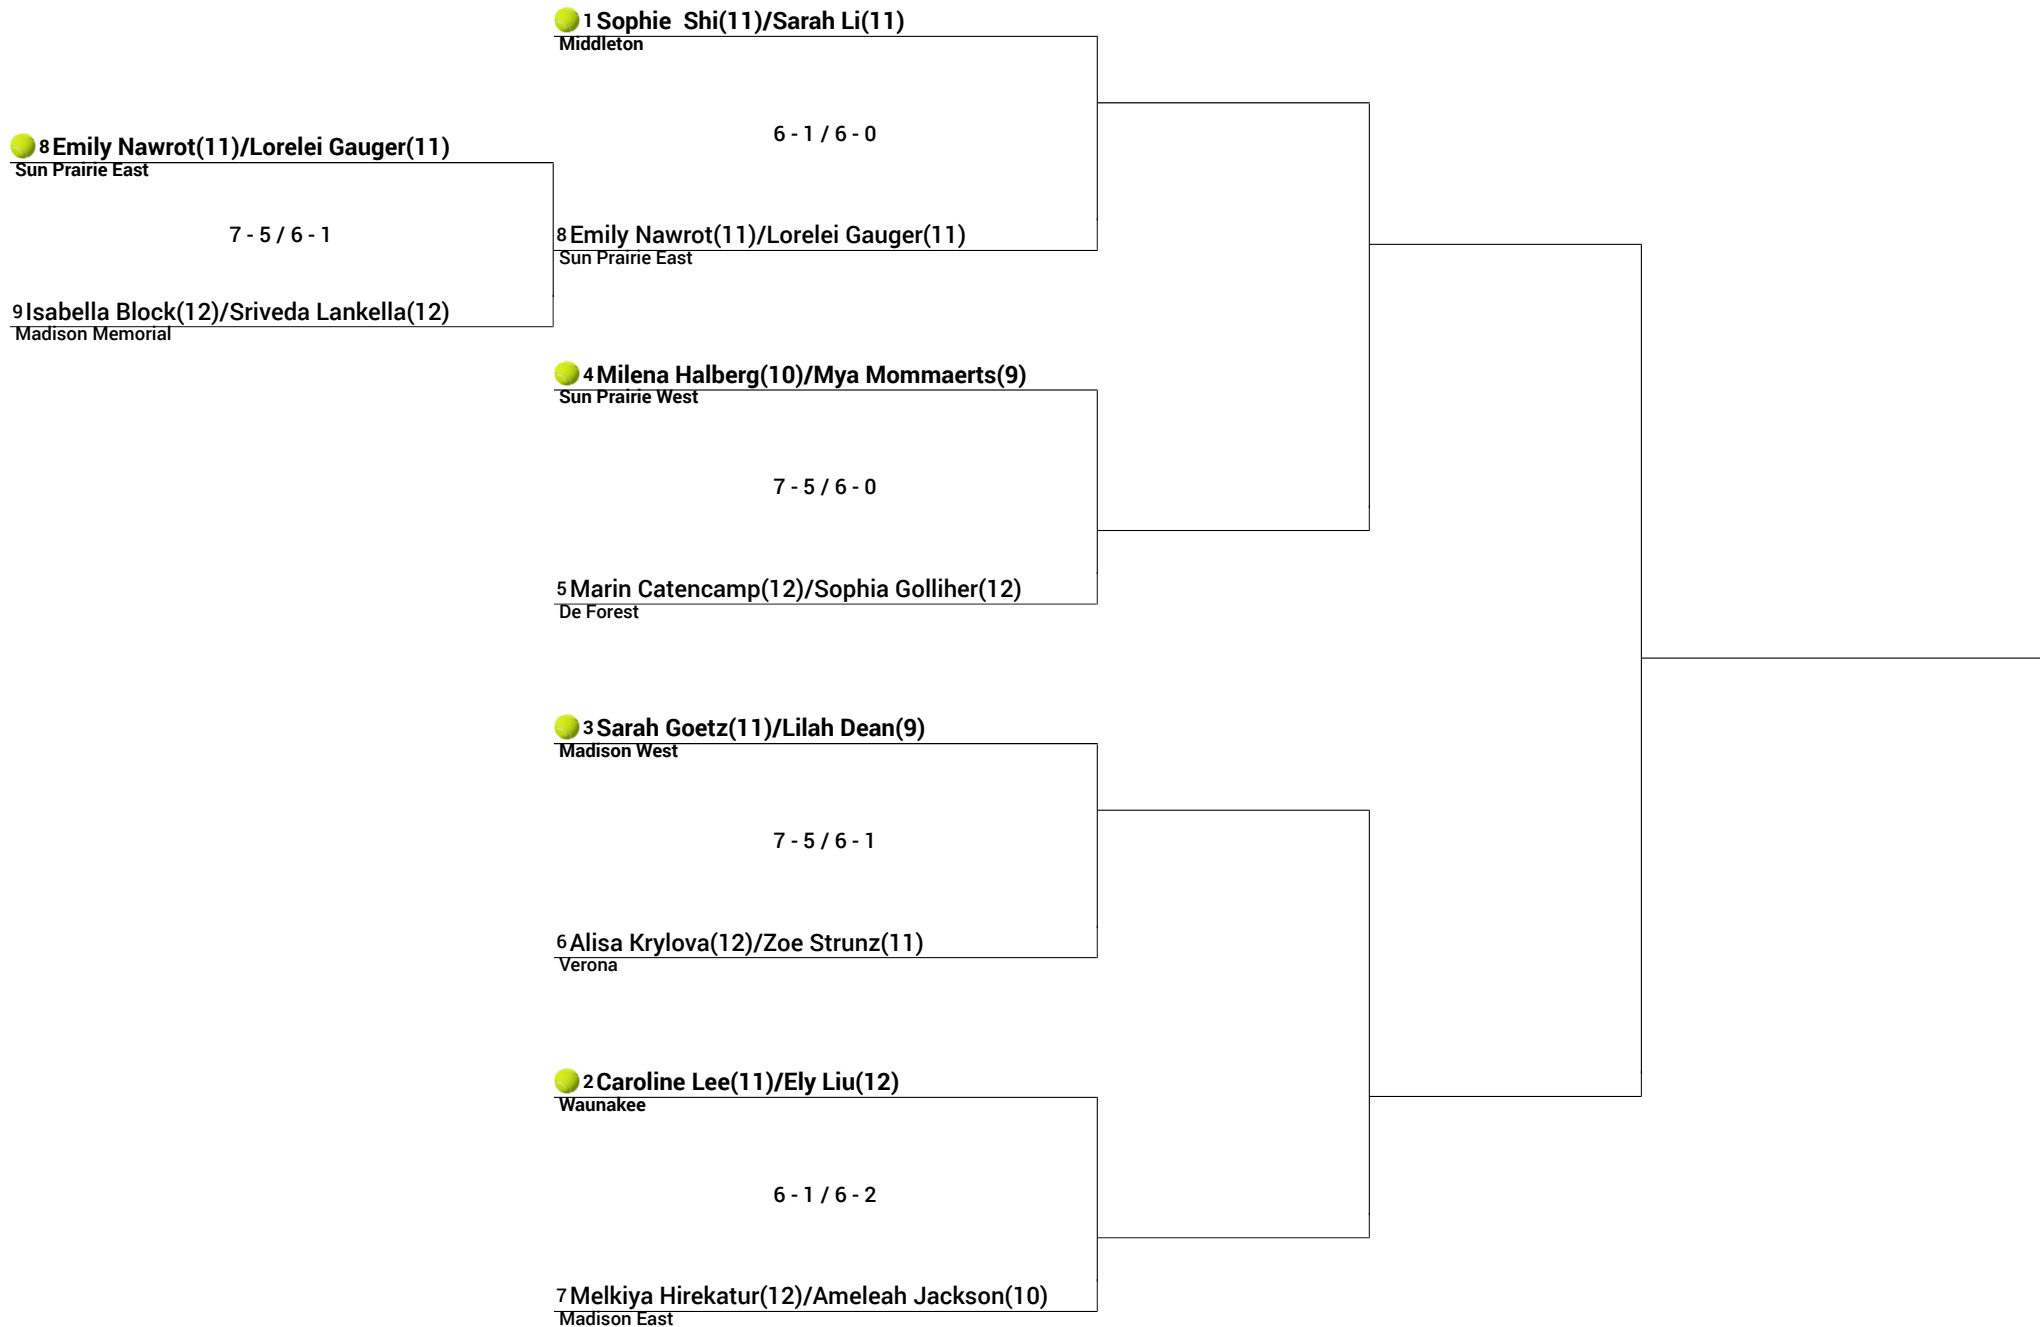 1 Sophie  Shi(11)/Sarah Li(11)
Middleton
6 - 1 / 6 - 0
8 Emily Nawrot(11)/Lorelei Gauger(11)
Sun Prairie East
7 - 5 / 6 - 1
8 Emily Nawrot(11)/Lorelei Gauger(11)
Sun Prairie East
9 Isabella Block(12)/Sriveda Lankella(12)
Madison Memorial
4 Milena Halberg(10)/Mya Mommaerts(9)
Sun Prairie West
7 - 5 / 6 - 0
5 Marin Catencamp(12)/Sophia Golliher(12)
De Forest
3 Sarah Goetz(11)/Lilah Dean(9)
Madison West
7 - 5 / 6 - 1
6 Alisa Krylova(12)/Zoe Strunz(11)
Verona
2 Caroline Lee(11)/Ely Liu(12)
Waunakee
6 - 1 / 6 - 2
7 Melkiya Hirekatur(12)/Ameleah Jackson(10)
Madison East